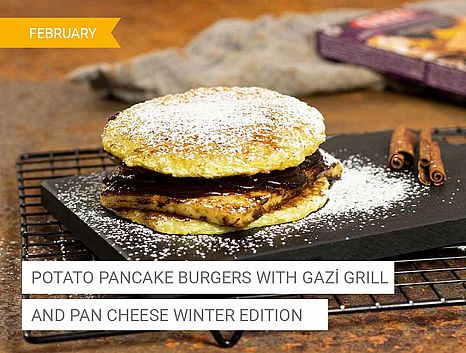 FEBRUARY
POTATO PANCAKE BURGERS WITH GAZİ GRILL
AND PAN CHEESE WINTER EDITION